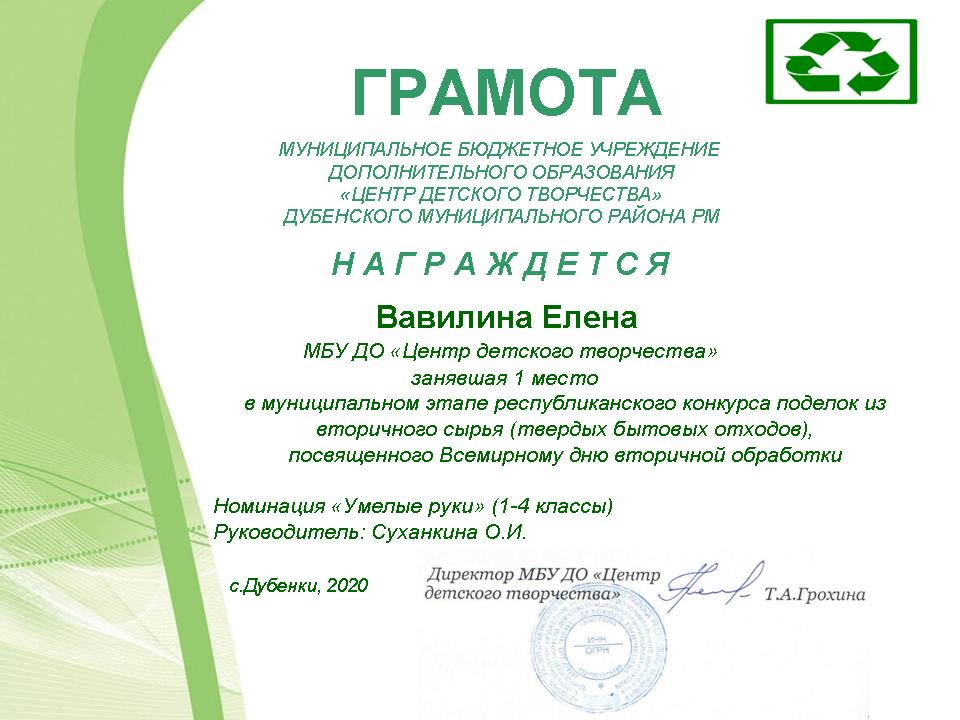 ГРАМОТА
МУНИЦИПАЛЬНОЕ БЮДЖЕТНОЕ УЧРЕЖДЕНИЕ
ДОПОЛНИТЕЛЬНОГО ОБРАЗОВАНИЯ
«ЦЕНТР ДЕТСКОГО ТВОРЧЕСТВА»
ДУБЕНСКОГО МУНИЦИПАЛЬНОГО РАЙОНА РМ
Н А Г Р А Ж Д Е Т С Я
Вавилина Елена
МБУ ДО «Центр детского творчества»
занявшая 1 место
в муниципальном этапе республиканского конкурса поделок из
вторичного сырья (твердых бытовых отходов),
посвященного Всемирному дню вторичной обработки
Номинация «Умелые руки» (1-4 классы)
Руководитель: Суханкина О.И.
с.Дубенки, 2020
Директор МБУ ДО «Центр
детского творчества»
Т.А.Грохина
ИНН
ОГРН